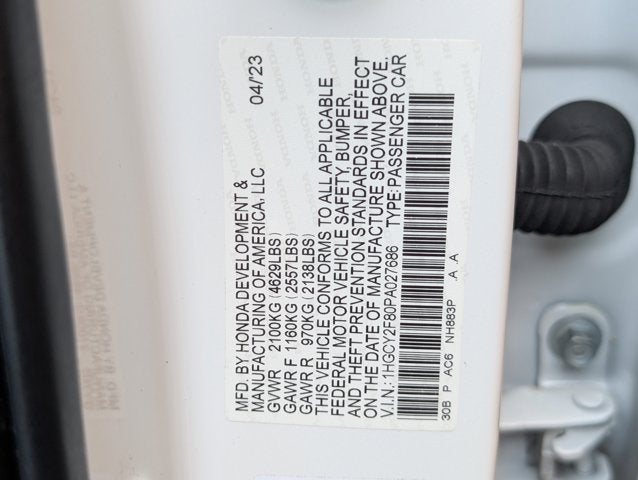 MFD. BY HONDA DEVELOPMENT &
MANUFACTURING OF AMERICA, LLC. 04/'23
GVWR 2100KG (4629LBS)
GAWR F 1160KG (2557LBS)
GAWR R 970KG (2138LBS)
THIS VEHICLE CONFORMS TO ALL APPLICABLE
FEDERAL MOTOR VEHICLE SAFETY, BUMPER,
AND THEFT PREVENTION STANDARDS IN EFFECT
ON THE DATE OF MANUFACTURE SHOWN ABOVE.
V.I.N.: 1HGCY2F80PA027686 TYPE: PASSENGER CAR
30B P AC6 NH883P .A .A